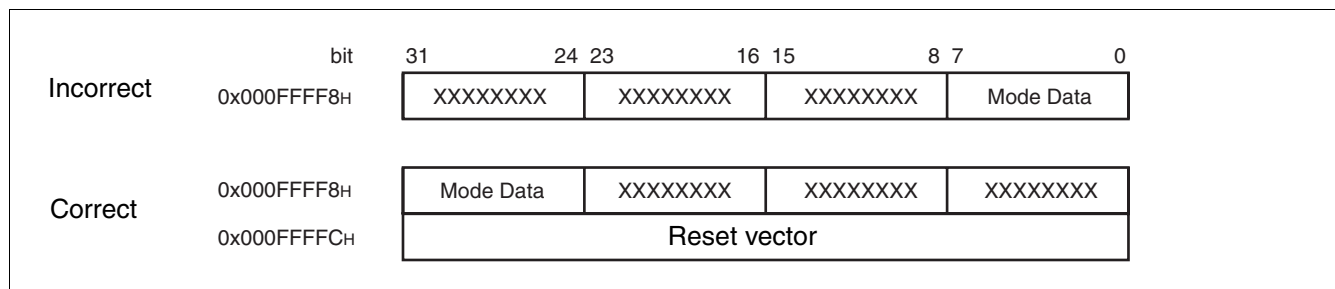 bit 31 24 23 16 15 8 7 0
Incorrect 0x000FFFF8H XXXXXXXX XXXXXXXX XXXXXXXX Mode Data
0x000FFFF8H Mode Data XXXXXXXX XXXXXXXX XXXXXXXX
Correct
0x000FFFFCH Reset vector